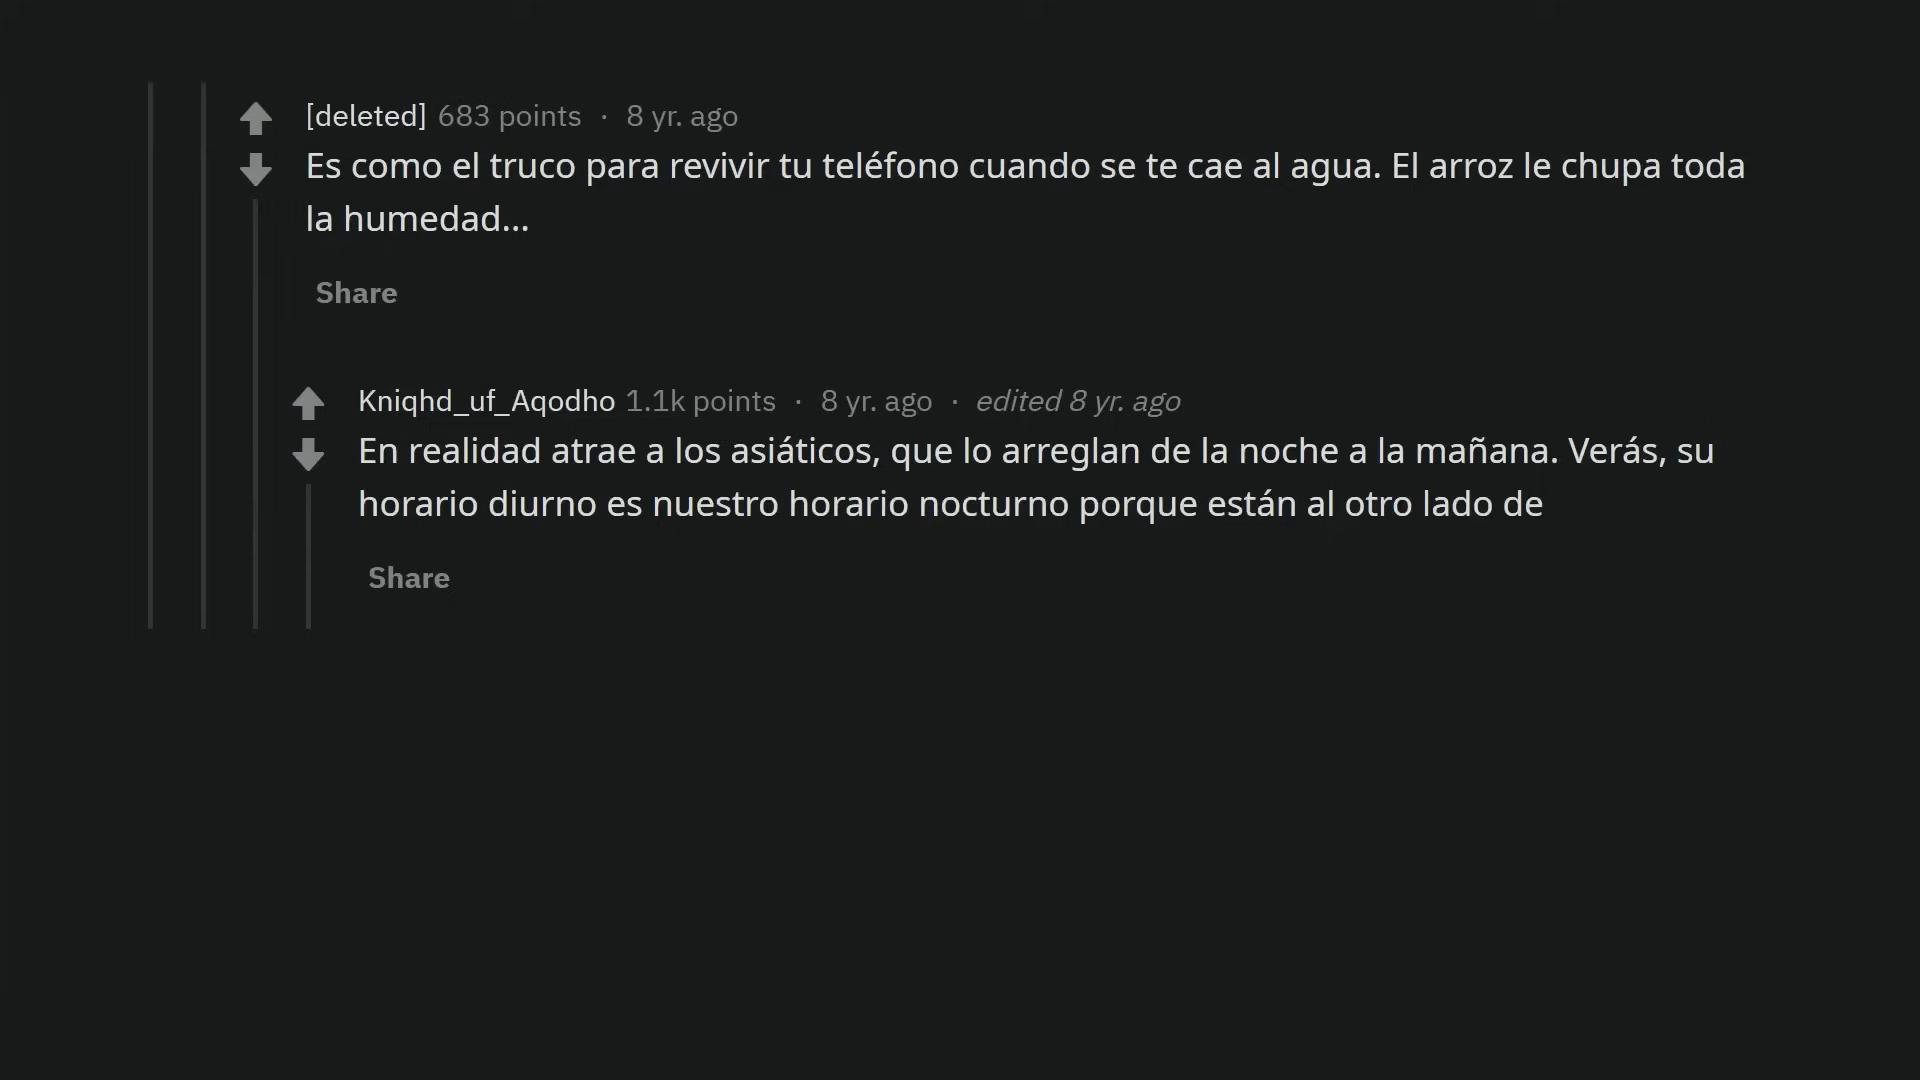 [deleted] 683 points · 8 yr. ago
Es como el truco para revivir tu teléfono cuando se te cae al agua. El arroz le chupa toda
la humedad...
Share
Kniqhd_uf_Aqodho 1.1k points · 8 yr. ago · edited 8 yr. ago
En realidad atrae a los asiáticos, que lo arreglan de la noche a la mañana. Verás, su
horario diurno es nuestro horario nocturno porque están al otro lado de
Share